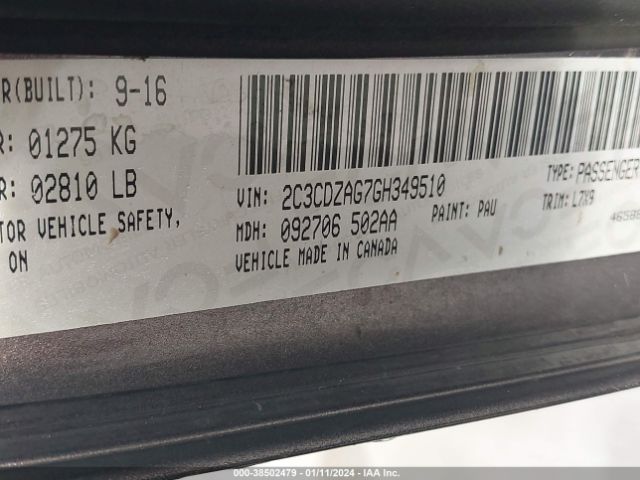 R(BUILT): 9-16
R: 01275 KG
R: 02810 LB
TOR VEHICLE SAFETY,
ON
VIN: 2C3CDZAG7GH349510
TYPE: PASSENGER
MDH: 092706 502AA
PAINT: PAU
TRIM: L7X9
VEHICLE MADE IN CANADA
000-38502479 - 01/11/2024 - IAA Inc.